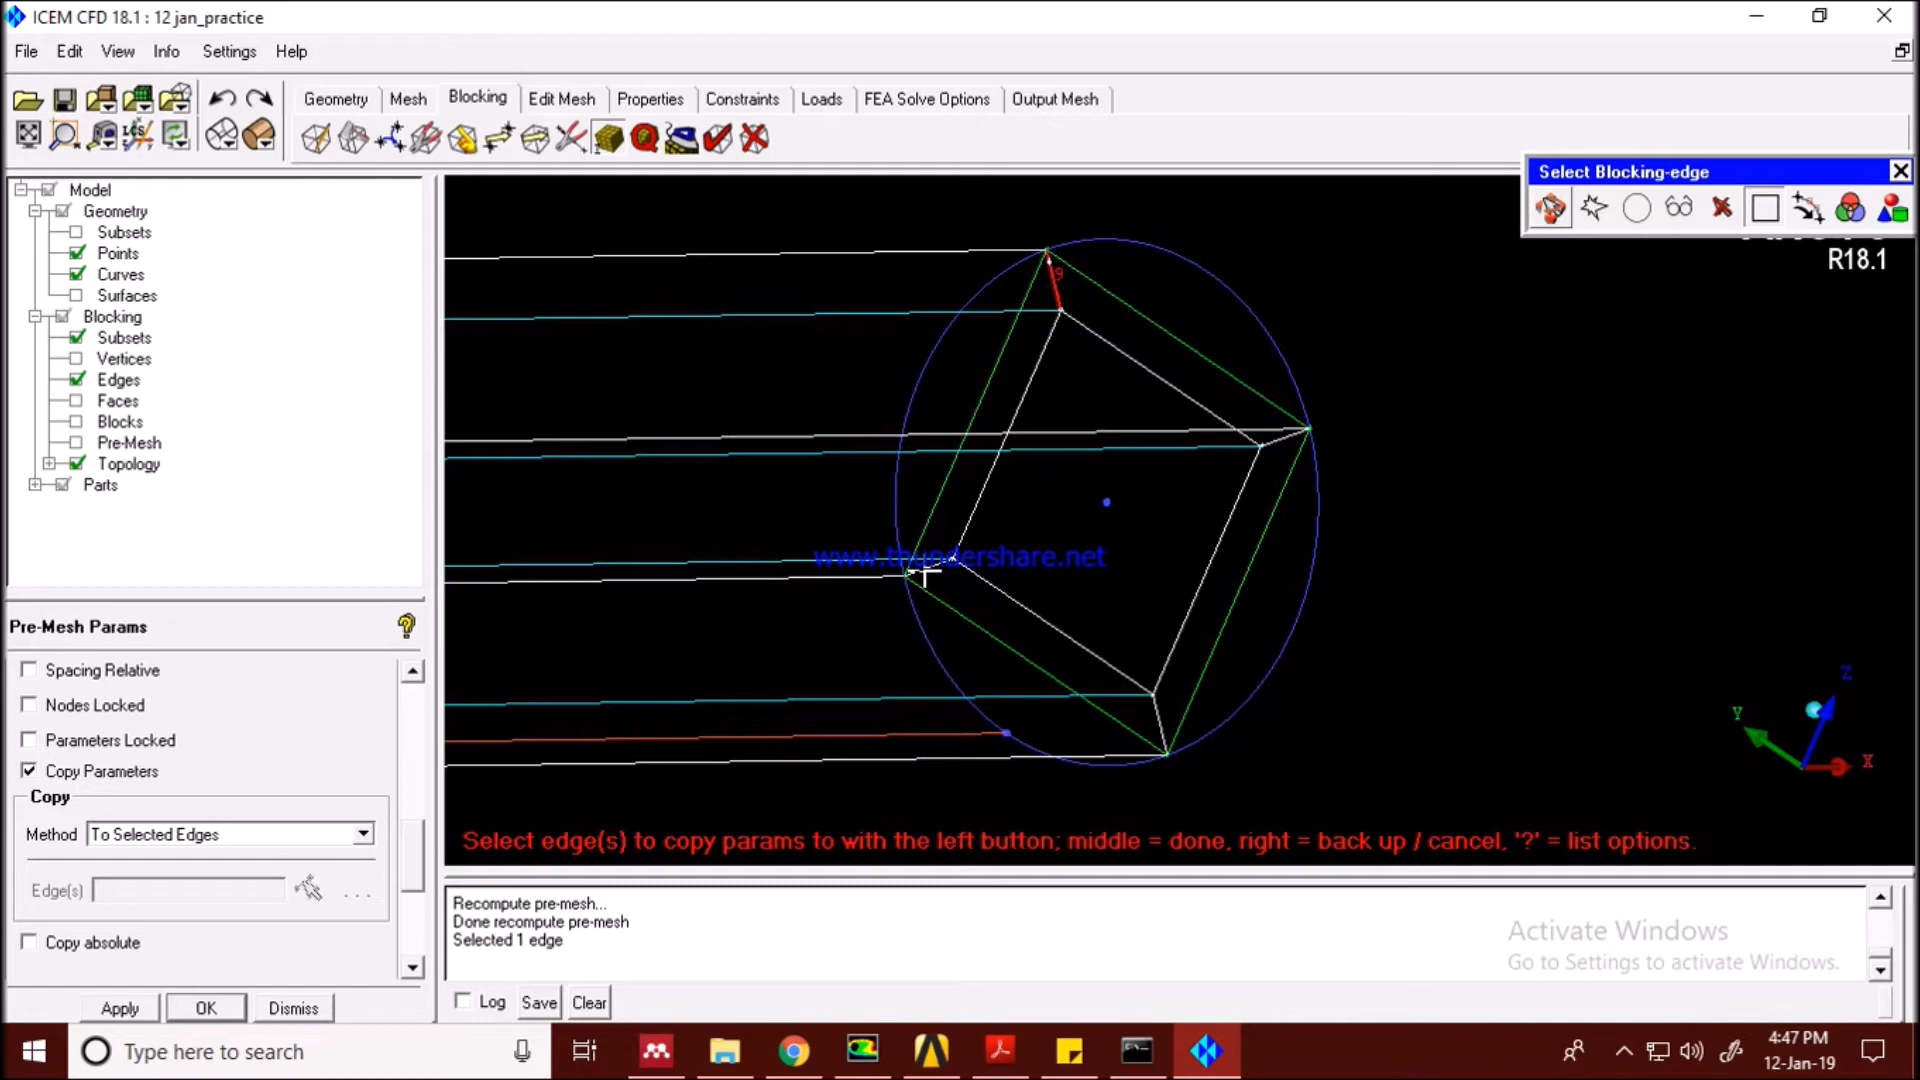 ICEM CFD 18.1 : 12 jan_practice
File Edit View Info Settings Help
Geometry Mesh Blocking Edit Mesh Properties Constraints Loads FEA Solve Options Output Mesh
Select Blocking-edge
R18.1
Model
Geometry
Subsets
Points
Curves
Surfaces
Blocking
Subsets
Vertices
Edges
Faces
Blocks
Pre-Mesh
Topology
Parts
9
www.thundershare.net
Z
Y
X
Pre-Mesh Params
Spacing Relative
Nodes Locked
Parameters Locked
Copy Parameters
Copy
Method To Selected Edges
Edge(s) ...
Copy absolute
Apply OK Dismiss
Select edge(s) to copy params to with the left button; middle = done, right = back up / cancel, '?' = list options.
Recompute pre-mesh...
Done recompute pre-mesh
Selected 1 edge
Activate Windows
Go to Settings to activate Windows.
Log Save Clear
Type here to search
4:47 PM
12-Jan-19